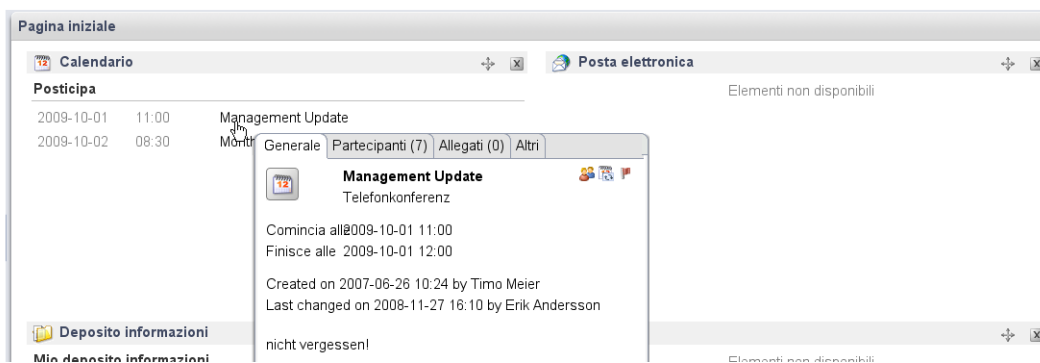 Pagina iniziale
Calendario
Posta elettronica
Posticipa
Elementi non disponibili
2009-10-01 11:00 Management Update
2009-10-02 08:30
Generale Partecipanti (7) Allegati (0) Altri
Management Update
Telefonkonferenz
Comincia alle 2009-10-01 11:00
Finisce alle 2009-10-01 12:00
Created on 2007-06-26 10:24 by Timo Meier
Last changed on 2008-11-27 16:10 by Erik Andersson
nicht vergessen!
Deposito informazioni
Mio deposito informazioni
Elementi non disponibili